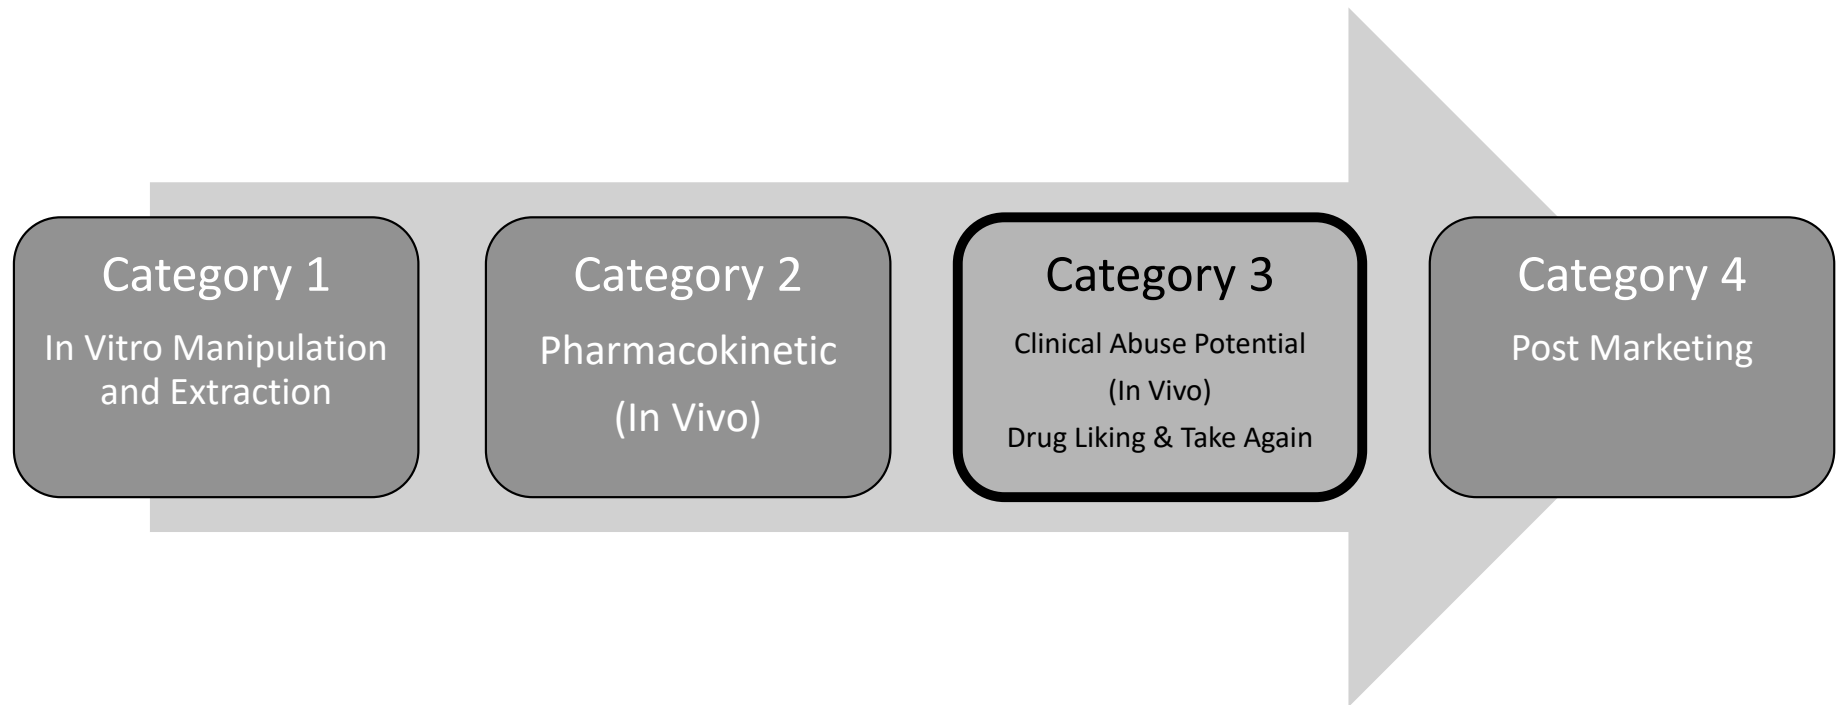 Category 1
In Vitro Manipulation
and Extraction
Category 2
Pharmacokinetic
(In Vivo)
Category 3
Clinical Abuse Potential
(In Vivo)
Drug Liking & Take Again
Category 4
Post Marketing